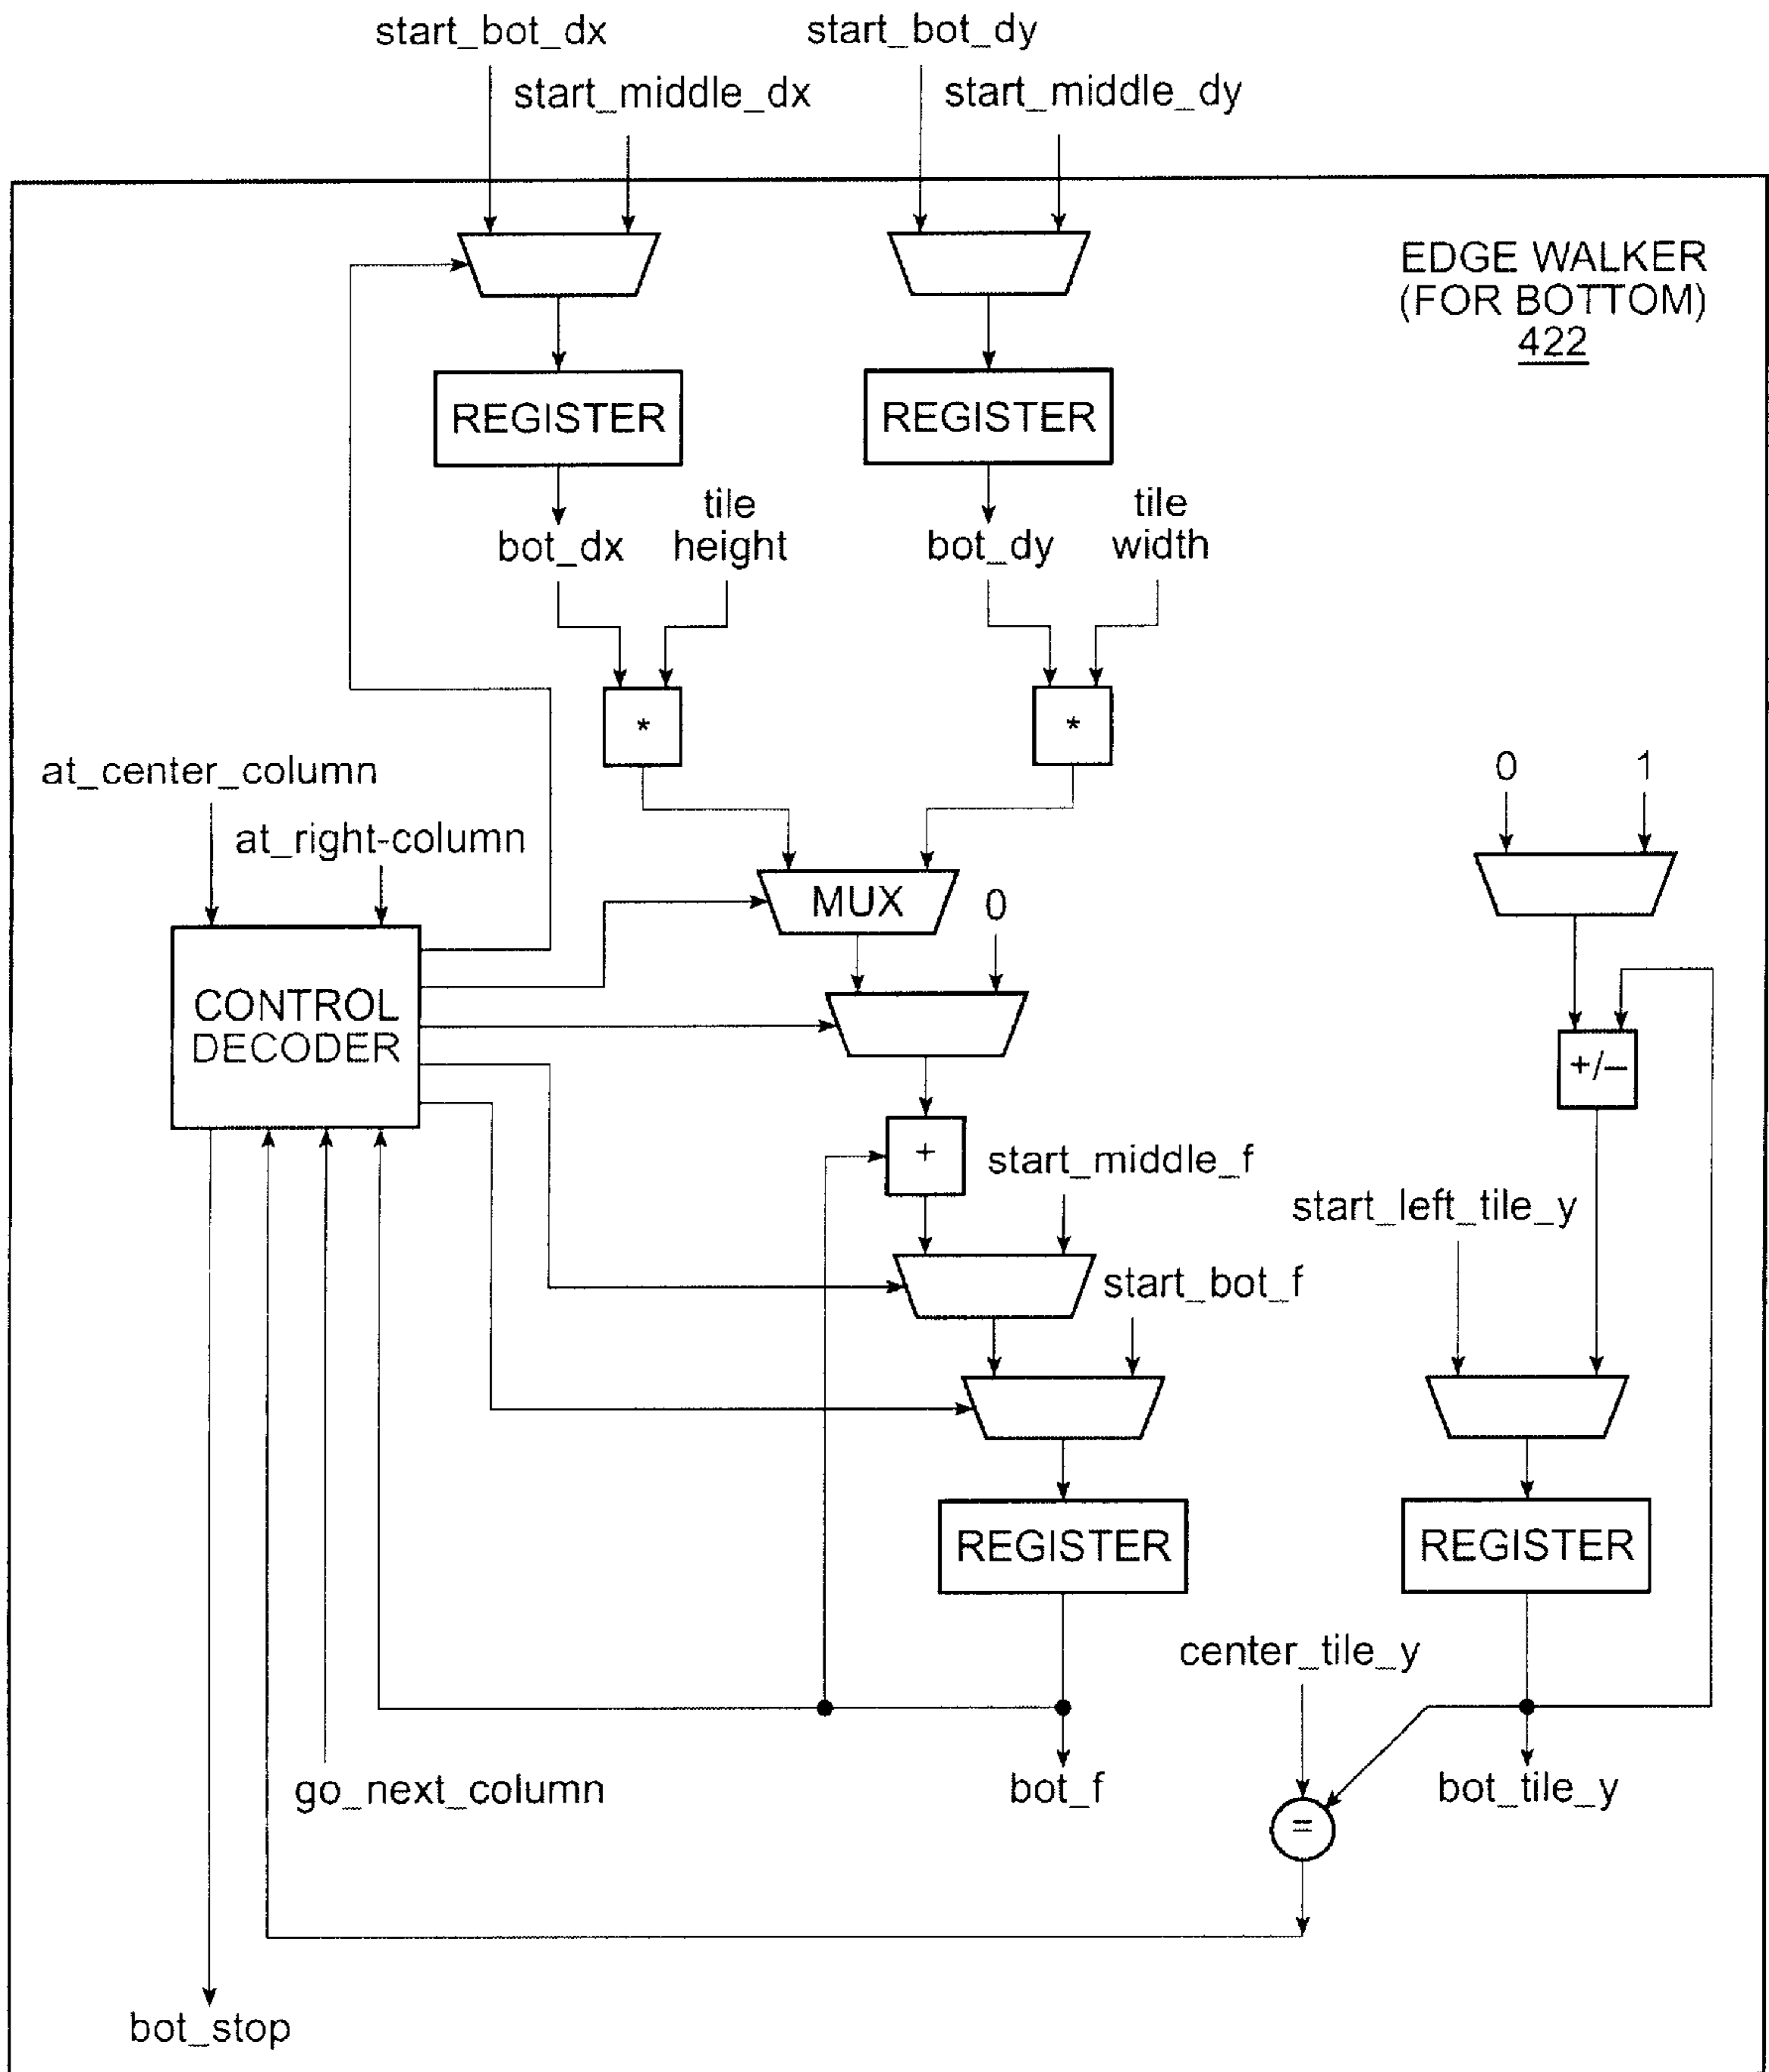 start_bot_dx
start_bot_dy
start_middle_dx
start_middle_dy
EDGE WALKER
(FOR BOTTOM)
422
REGISTER
REGISTER
tile
height
tile
width
bot_dx
bot_dy
*
*
at_center_column
0
1
at_right-column
MUX
0
CONTROL
DECODER
+/–
+
start_middle_f
start_left_tile_y
start_bot_f
REGISTER
REGISTER
center_tile_y
go_next_column
bot_f
bot_tile_y
=
bot_stop